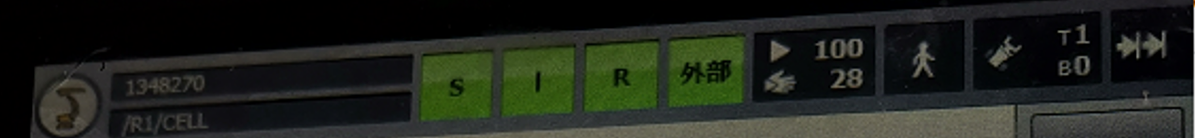 1348270
/R1/CELL
S I R 外部
100
28
T1
B0